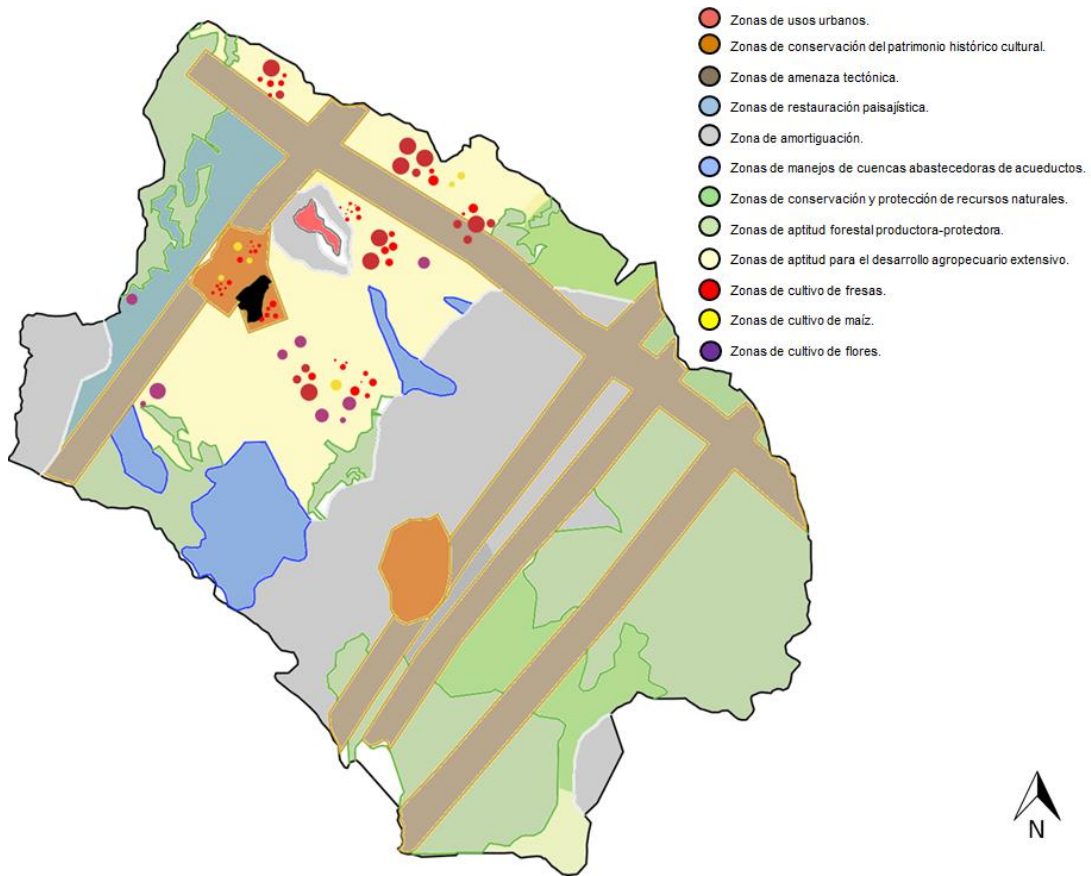 Zonas de usos urbanos.
Zonas de conservación del patrimonio histórico cultural.
Zonas de amenaza tectónica.
Zonas de restauración paisajística.
Zona de amortiguación.
Zonas de manejos de cuencas abastecedoras de acueductos.
Zonas de conservación y protección de recursos naturales.
Zonas de aptitud forestal productora-protectora.
Zonas de aptitud para el desarrollo agropecuario extensivo.
Zonas de cultivo de fresas.
Zonas de cultivo de maíz.
Zonas de cultivo de flores.
N